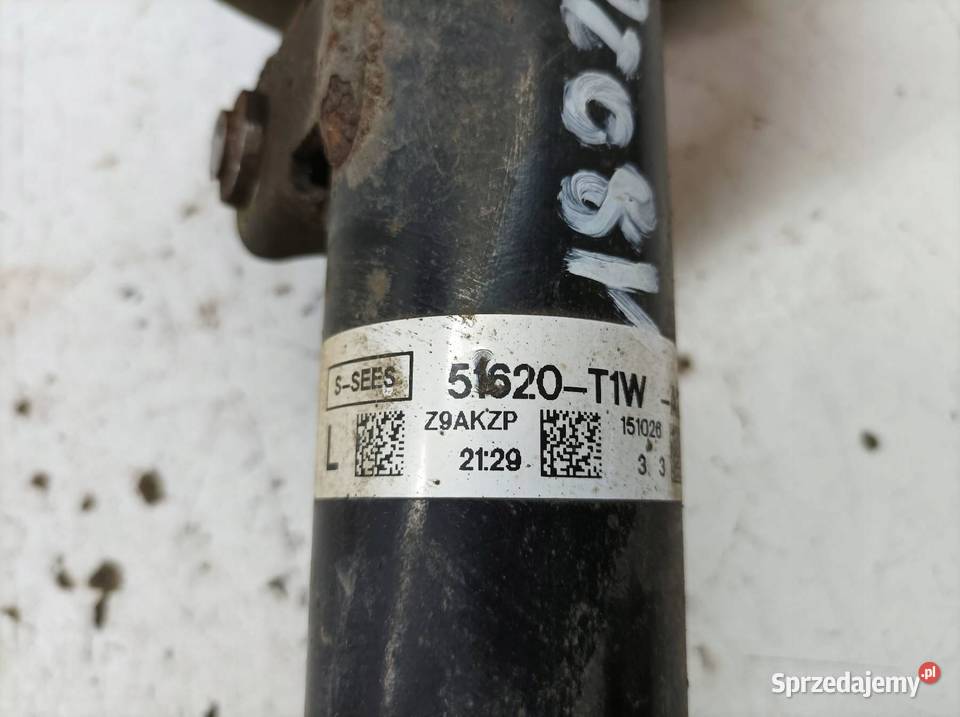 S-SEES 51620-T1W
L Z9AKZP 151026
21:29 3 3
Sprzedajemy.pl